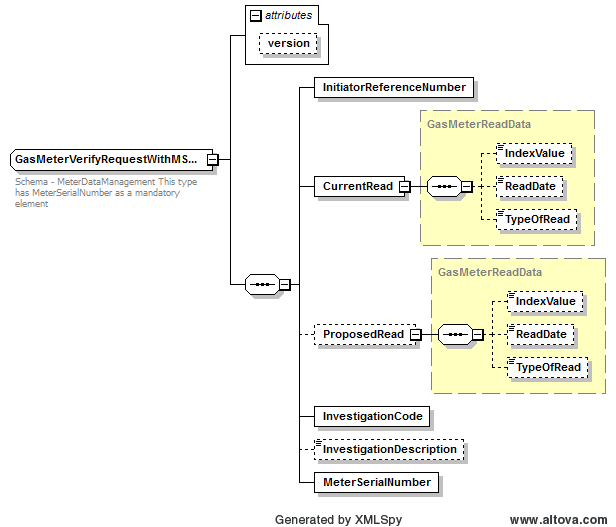 attributes
version
GasMeterVerifyRequestWithMS...
Schema - MeterDataManagement This type
has MeterSerialNumber as a mandatory
element
InitiatorReferenceNumber
GasMeterReadData
IndexValue
CurrentRead
ReadDate
TypeOfRead
GasMeterReadData
IndexValue
ProposedRead
ReadDate
TypeOfRead
InvestigationCode
InvestigationDescription
MeterSerialNumber
Generated by XMLSpy
www.altova.com